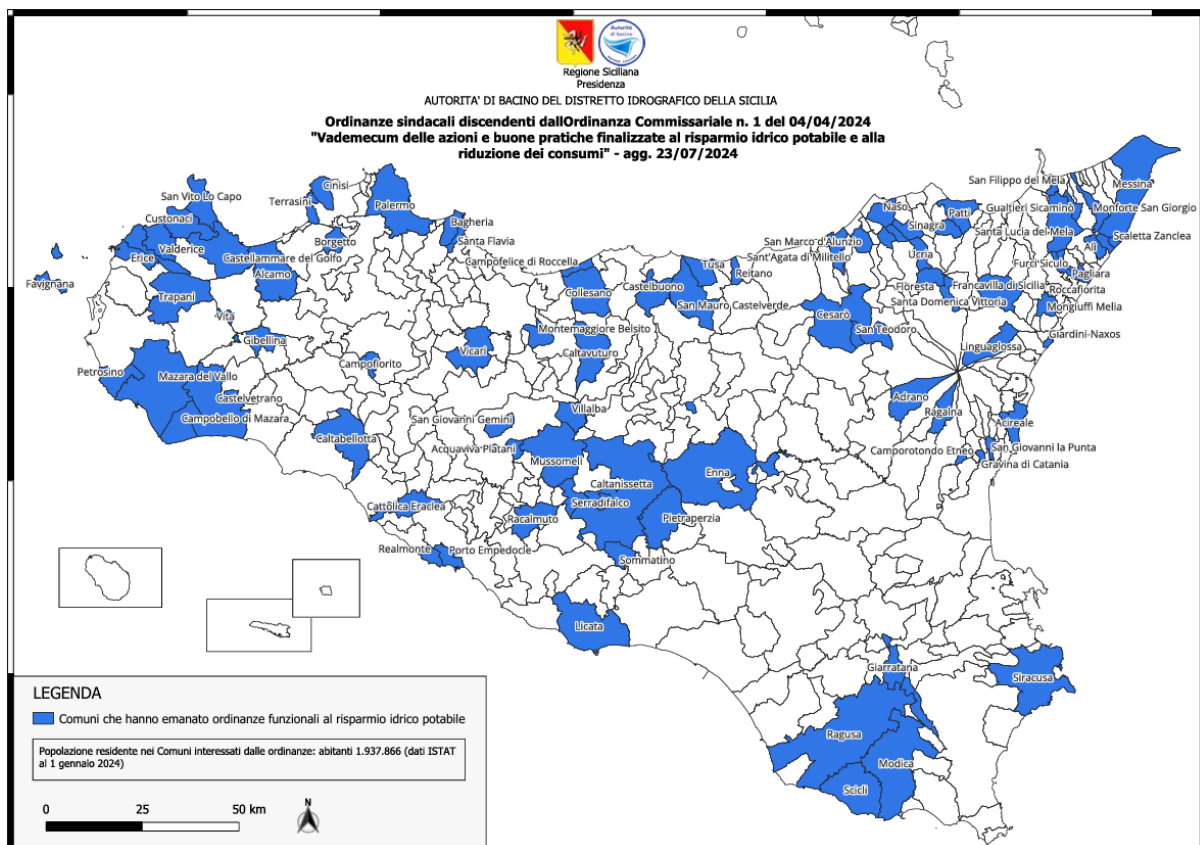 Autorità
di bacino
Regione Siciliana
Presidenza
AUTORITA' DI BACINO DEL DISTRETTO IDROGRAFICO DELLA SICILIA
Ordinanze sindacali discendenti dallOrdinanza Commissariale n. 1 del 04/04/2024
"Vademecum delle azioni e buone pratiche finalizzate al risparmio idrico potabile e alla
riduzione dei consumi" - agg. 23/07/2024
San Vito Lo Capo
Cinisi
Terrasini
Palermo
Custonaci
Bagheria
Borgetto
Santa Flavia
Valderice
Erice
Castellammare del Golfo
Campofelice di Roccella
Alcamo
Favignana
Trapani
Collesano
Castelbuono
Tusa
Reitano
San Mauro Castelverde
Vita
Gibellina
Montemaggiore Belsito
Vicari
Caltavuturo
Campofiorito
Petrosino
Mazara del Vallo
Castelvetrano
Campobello di Mazara
San Filippo del Mela
Messina
Naso
Patti
Gualtieri Sicaminò
Monforte San Giorgio
Sinagra
Santa Lucia del Mela
Scaletta Zanclea
San Marco d'Alunzio
Sant'Agata di Militello
Ucria
Alì
Furci Siculo
Pagliara
Floresta
Francavilla di Sicilia
Roccafiorita
Santa Domenica Vittoria
Mongiuffi Melia
Cesarò
San Teodoro
Giardini-Naxos
Linguaglossa
Adrano
Ragalna
Acireale
San Giovanni la Punta
Camporotondo Etneo
Gravina di Catania
Villalba
San Giovanni Gemini
Caltabellotta
Acquaviva Platani
Mussomeli
Enna
Caltanissetta
Cattolica Eraclea
Serradifalco
Racalmuto
Pietraperzia
Realmonte
Porto Empedocle
Sommatino
Licata
Giarratana
Siracusa
Ragusa
Modica
Scicli
LEGENDA
Comuni che hanno emanato ordinanze funzionali al risparmio idrico potabile
Popolazione residente nei Comuni interessati dalle ordinanze: abitanti 1.937.866 (dati ISTAT
al 1 gennaio 2024)
0 25 50 km
N